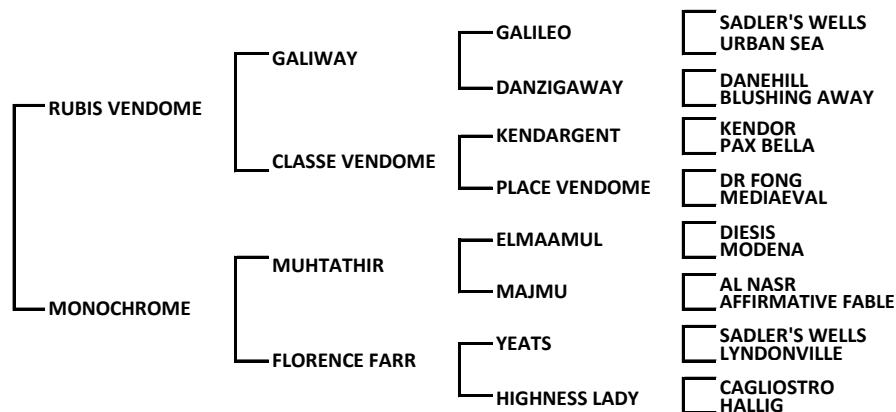 RUBIS VENDOME
MONOCHROME
GALIWAY
CLASSE VENDOME
MUHTATHIR
FLORENCE FARR
GALILEO
DANZIGAWAY
KENDARGENT
PLACE VENDOME
ELMAAMUL
MAJMU
YEATS
HIGHNESS LADY
SADLER'S WELLS
URBAN SEA
DANEHILL
BLUSHING AWAY
KENDOR
PAX BELLA
DR FONG
MEDIAEVAL
DIESIS
MODENA
AL NASR
AFFIRMATIVE FABLE
SADLER'S WELLS
LYNDONVILLE
CAGLIOSTRO
HALLIG